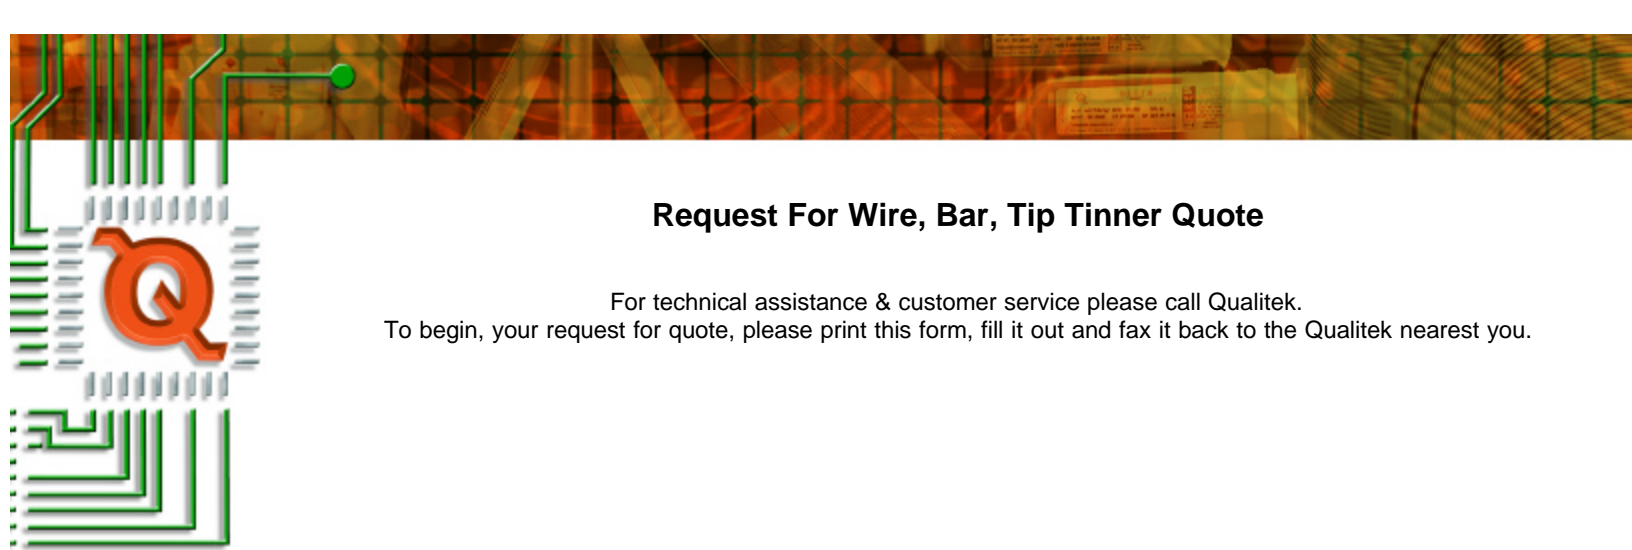 Request For Wire, Bar, Tip Tinner Quote
For technical assistance & customer service please call Qualitek.
To begin, your request for quote, please print this form, fill it out and fax it back to the Qualitek nearest you.
Q